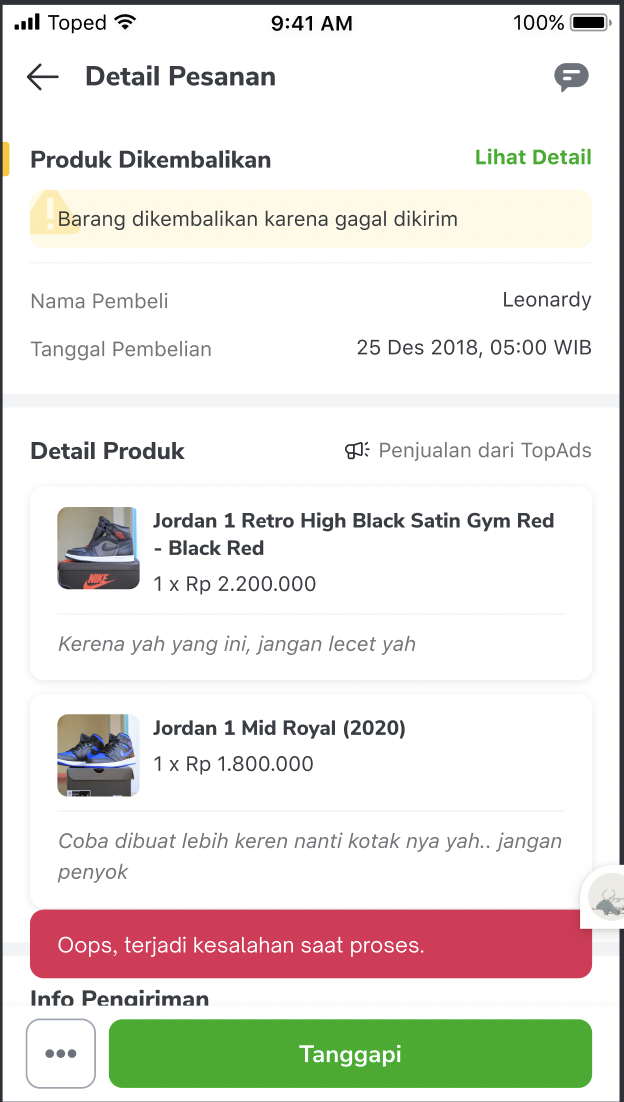 Toped 9:41 AM 100%
Detail Pesanan
Produk Dikembalikan Lihat Detail
Barang dikembalikan karena gagal dikirim
Nama Pembeli Leonardy
Tanggal Pembelian 25 Des 2018, 05:00 WIB
Detail Produk Penjualan dari TopAds
Jordan 1 Retro High Black Satin Gym Red
- Black Red
1 x Rp 2.200.000
NIKE
Kerena yah yang ini, jangan lecet yah
Jordan 1 Mid Royal (2020)
1 x Rp 1.800.000
Coba dibuat lebih keren nanti kotak nya yah.. jangan
penyok
Oops, terjadi kesalahan saat proses.
Info Pengiriman
Tanggapi